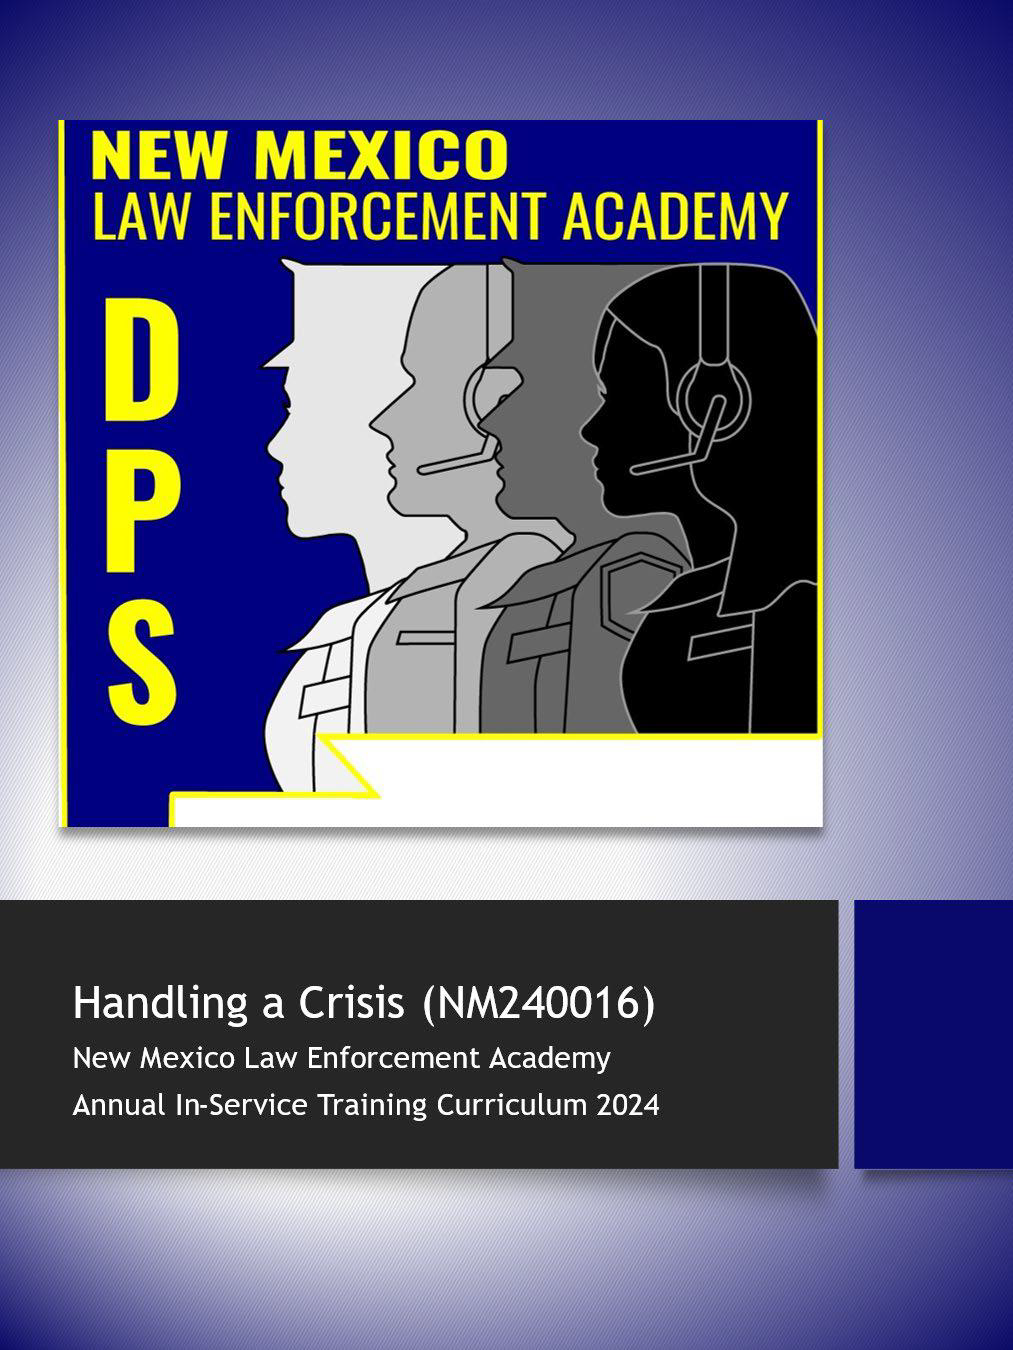 NEW MEXICO
LAW ENFORCEMENT ACADEMY
D
P
S
Handling a Crisis (NM240016)
New Mexico Law Enforcement Academy
Annual In-Service Training Curriculum 2024